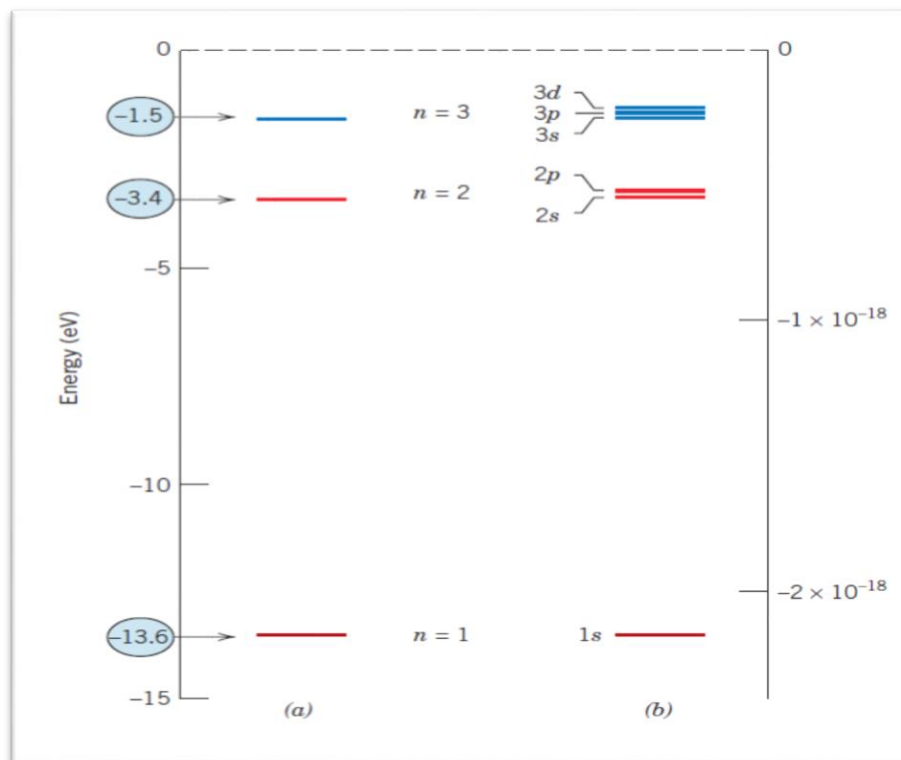 0
0
–1.5
n = 3
3d
3p
3s
–3.4
n = 2
2p
2s
–5
Energy (eV)
–1 × 10⁻¹⁸
–10
–2 × 10⁻¹⁸
–13.6
n = 1
1s
–15
(a)
(b)